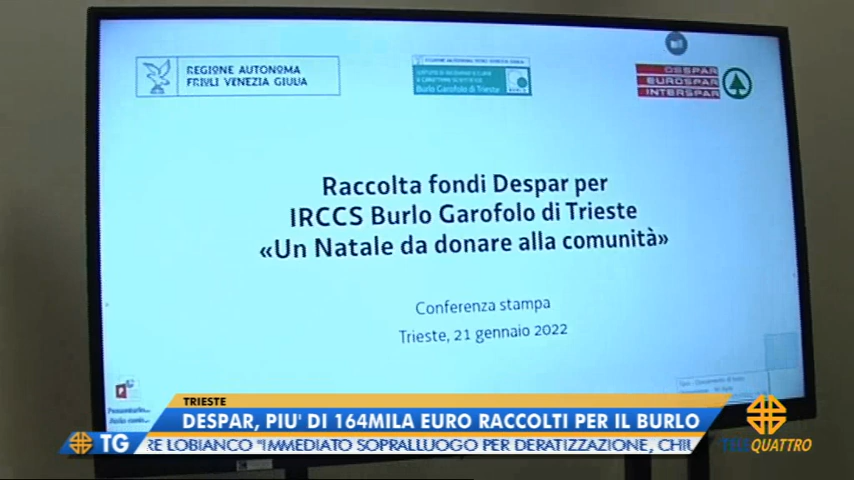 REGIONE AUTONOMA
FRIULI VENEZIA GIULIA
Burlo Garofolo di Trieste
DESPAR
EUROSPAR
INTERSPAR
Raccolta fondi Despar per
IRCCS Burlo Garofolo di Trieste
«Un Natale da donare alla comunità»
Conferenza stampa
Trieste, 21 gennaio 2022
TRIESTE
DESPAR, PIU' DI 164MILA EURO RACCOLTI PER IL BURLO
TG
RE LOBIANCO "IMMEDIATO SOPRALLUOGO PER DERATIZZAZIONE, CHIU
TELEQUATTRO